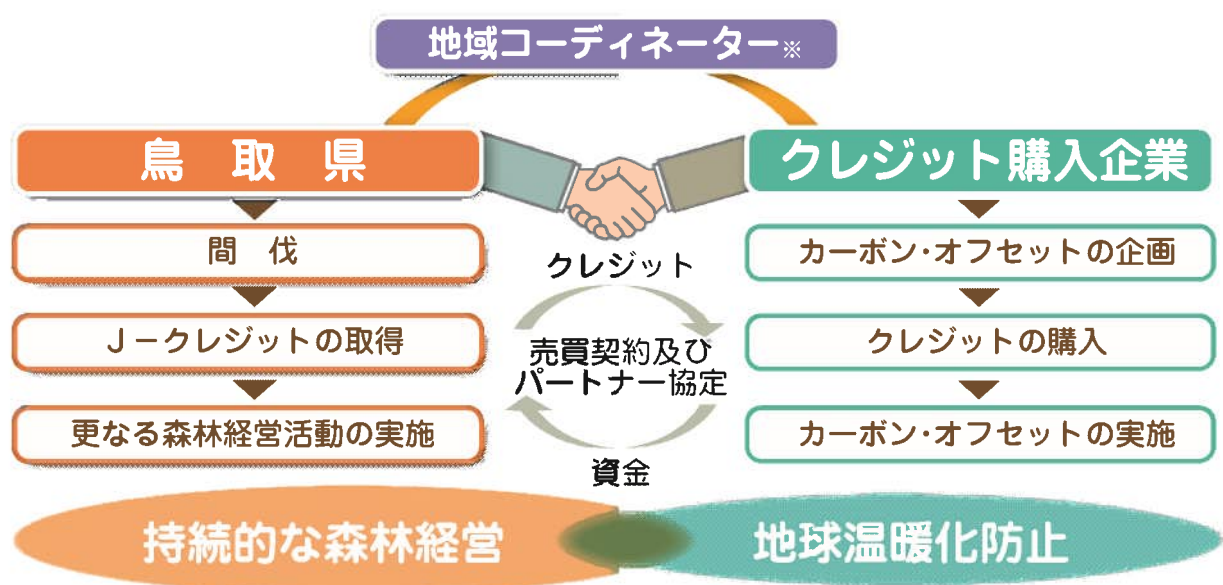 地域コーディネーター※
鳥取県
間伐
J－クレジットの取得
更なる森林経営活動の実施
クレジット
売買契約及び
パートナー協定
資金
クレジット購入企業
カーボン・オフセットの企画
クレジットの購入
カーボン・オフセットの実施
持続的な森林経営
地球温暖化防止